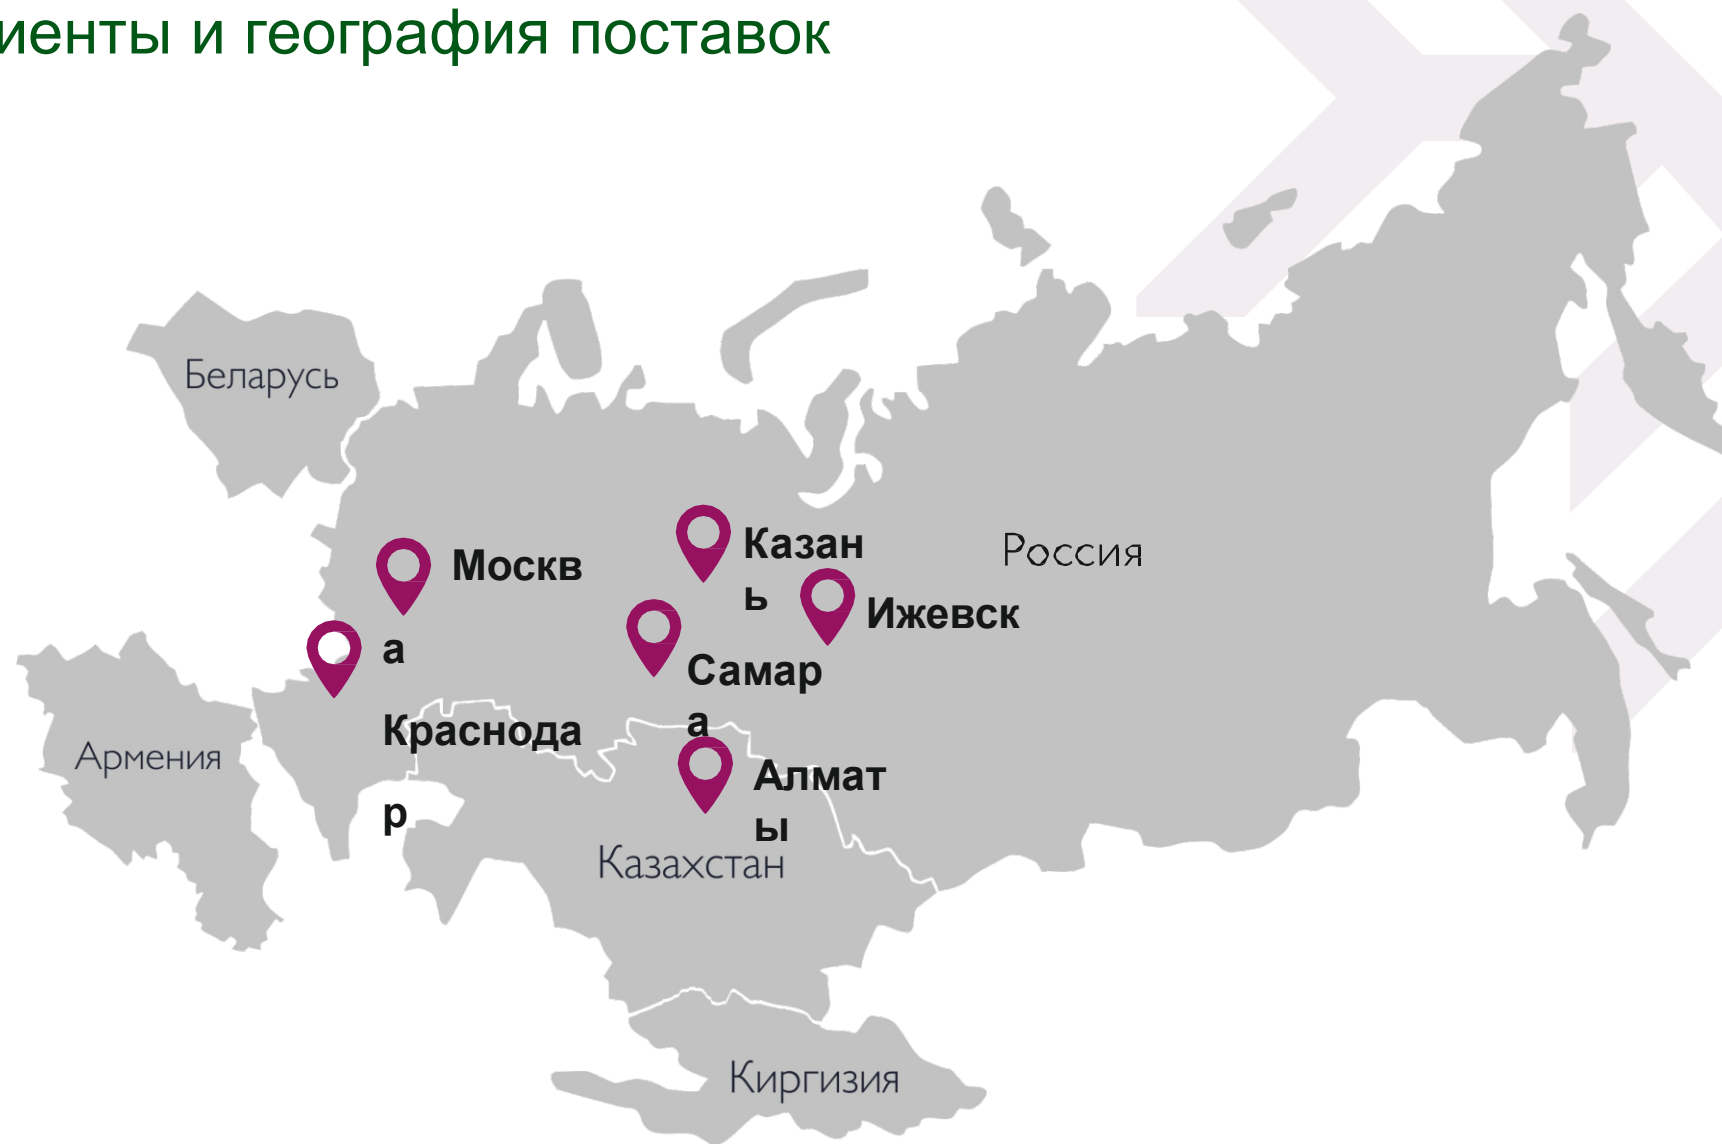 иенты и география поставок
Беларусь
Казан
ь
Россия
Москв
а
Ижевск
Самар
а
Краснода
р
Армения
Алмат
ы
Казахстан
Киргизия